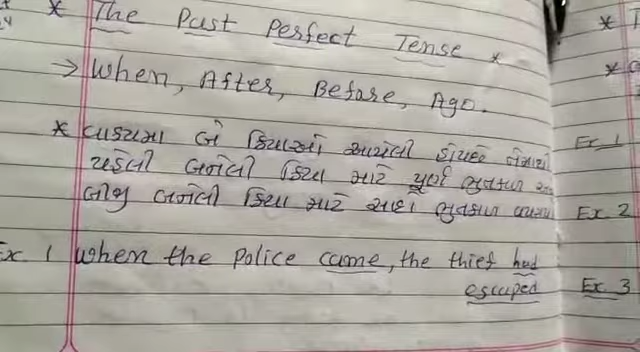 * The Past Perfect Tense *
→ When, After, Before, Ago.
* વાક્યમાં બે ક્રિયાઓ આવેલી હોય
પહેલી બનેલી ક્રિયા માટે પૂર્ણ ભૂતકાળ
બીજી બનેલી ક્રિયા માટે સાદો ભૂતકાળ
Ex. 1 When the Police came, the thief had
escaped
* T
*
Ex 1
Ex 2
Ex 3